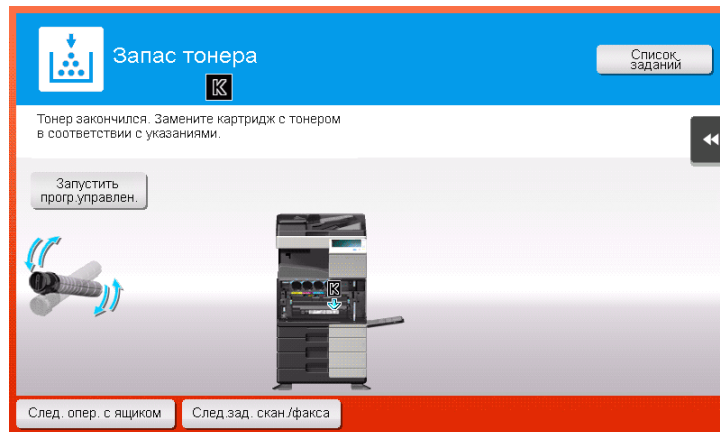 Запас тонера
K
Список
заданий
Тонер закончился. Замените картридж с тонером
в соответствии с указаниями.
Запустить
прогр.управлен.
K
След. опер. с ящиком
След.зад. скан./факса